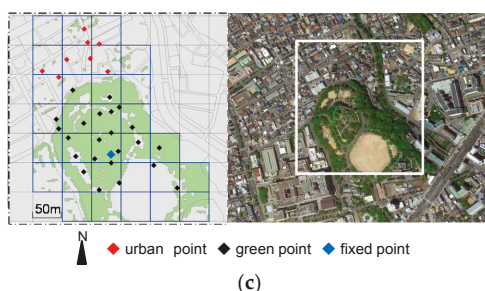 50m
N
urban point
green point
fixed point
(c)